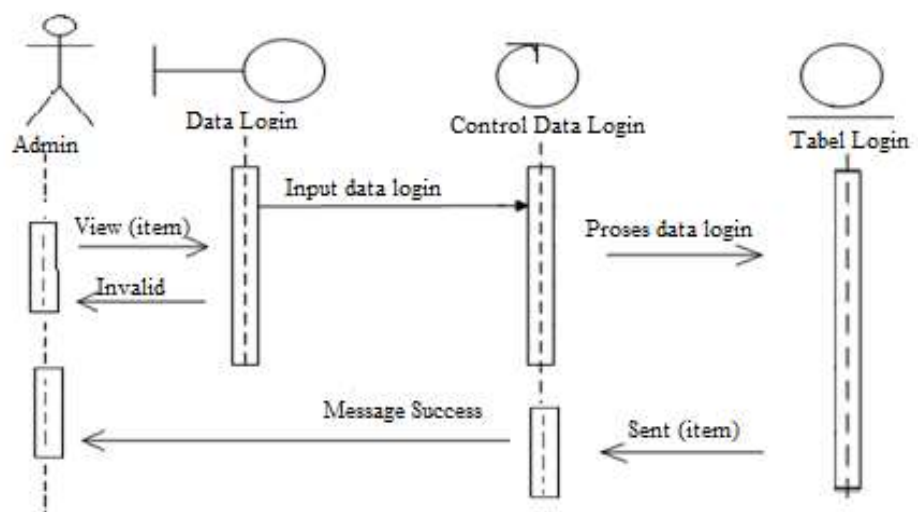 Admin
Data Login
Control Data Login
Tabel Login
Input data login
View (item)
Proses data login
Invalid
Message Success
Sent (item)